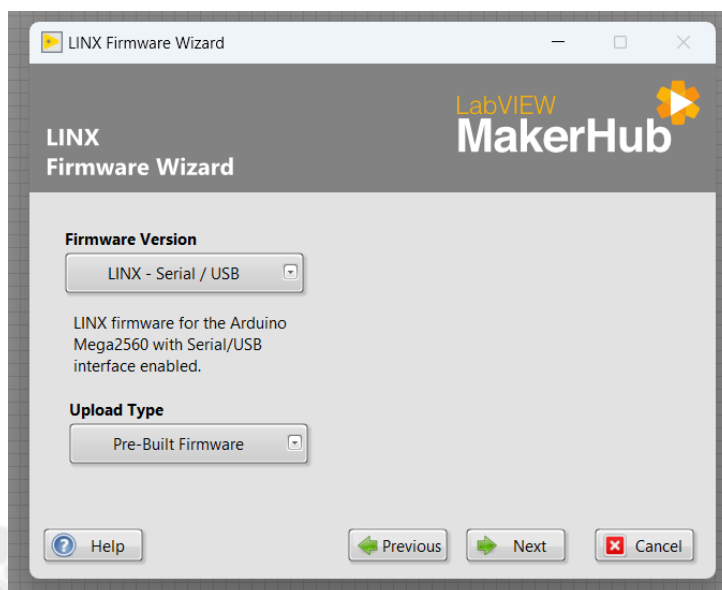 LINX Firmware Wizard
LabVIEW
MakerHub
LINX
Firmware Wizard
Firmware Version
LINX - Serial / USB
LINX firmware for the Arduino
Mega2560 with Serial/USB
interface enabled.
Upload Type
Pre-Built Firmware
Help
Previous
Next
Cancel